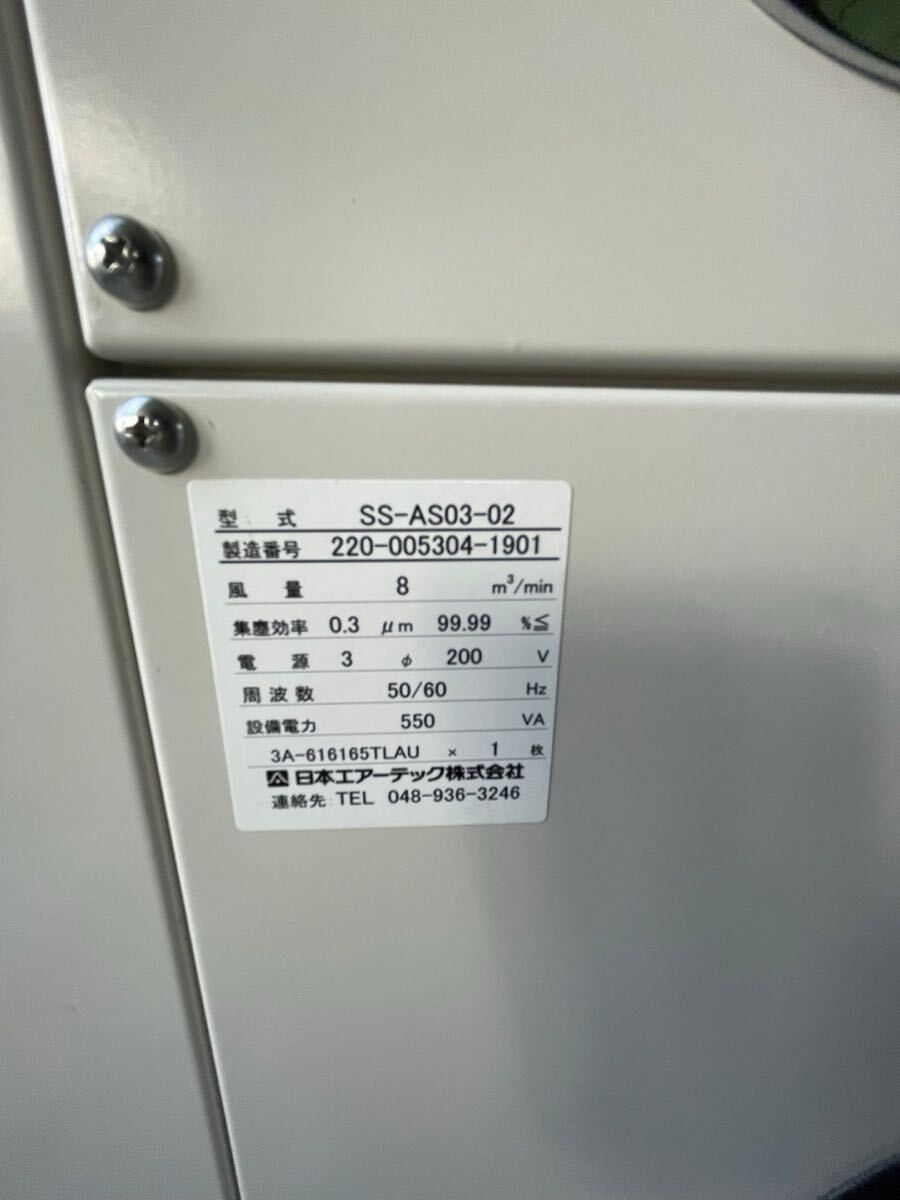 型 式 SS-AS03-02
製造番号 220-005304-1901
風 量 8 m³/min
集塵効率 0.3 μm 99.99 %≦
電 源 3 φ 200 V
周波数 50/60 Hz
設備電力 550 VA
3A-616165TLAU × 1 枚
日本エアーテック株式会社
連絡先:TEL 048-936-3246